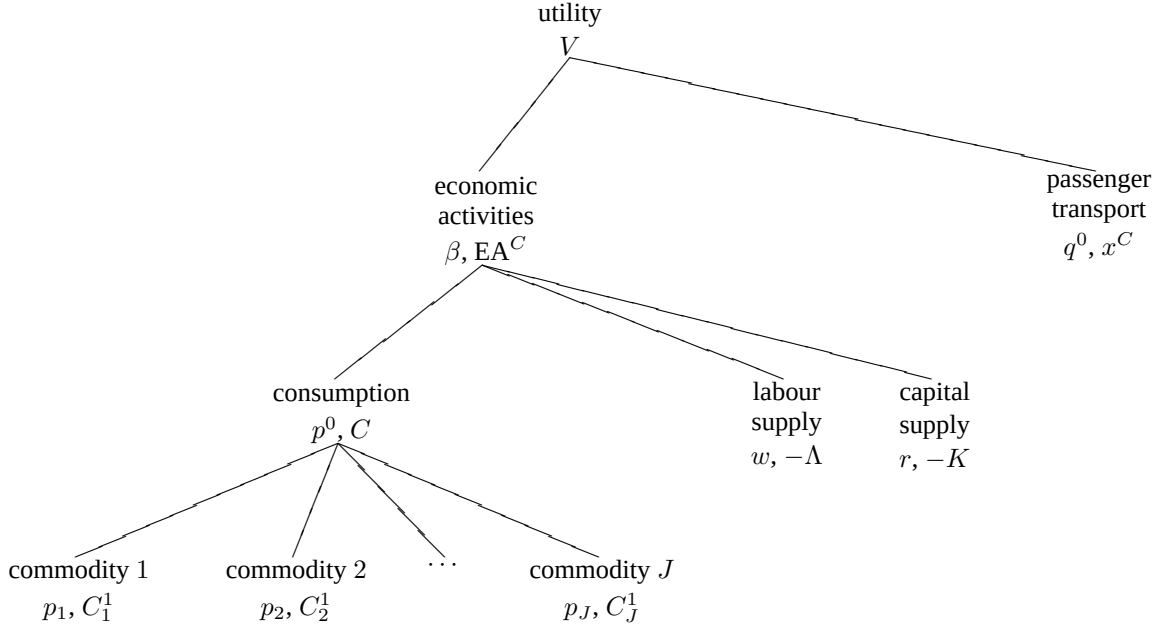 utility
V
economic
activities
β, EA^C
passenger
transport
q^0, x^C
consumption
p^0, C
labour
supply
w, −Λ
capital
supply
r, −K
commodity 1
p_1, C_1^1
commodity 2
p_2, C_2^1
⋯
commodity J
p_J, C_J^1